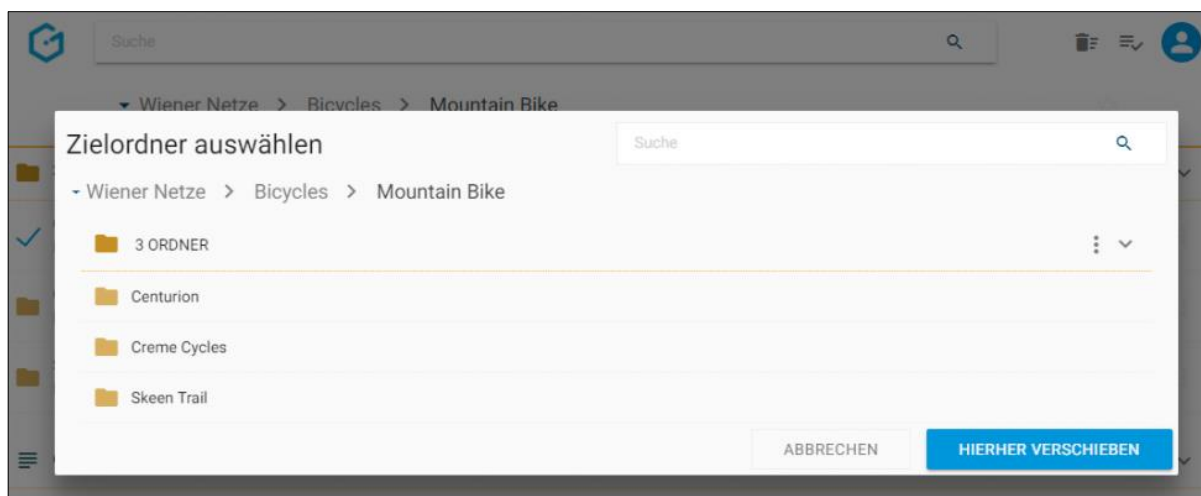 Suche
Wiener Netze > Bicycles > Mountain Bike
Zielordner auswählen
Suche
Wiener Netze > Bicycles > Mountain Bike
3 ORDNER
Centurion
Creme Cycles
Skeen Trail
ABBRECHEN
HIERHER VERSCHIEBEN